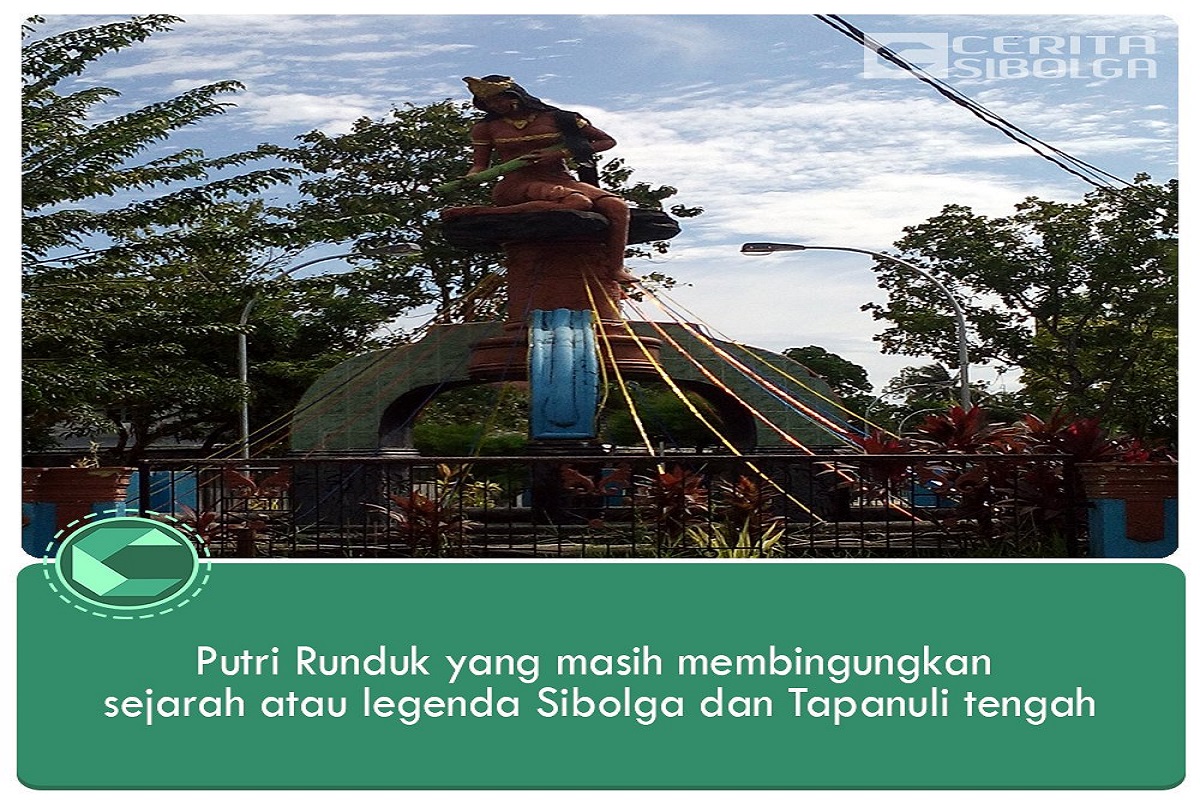 CERITA
SIBOLGA
Putri Runduk yang masih membingungkan
sejarah atau legenda Sibolga dan Tapanuli tengah